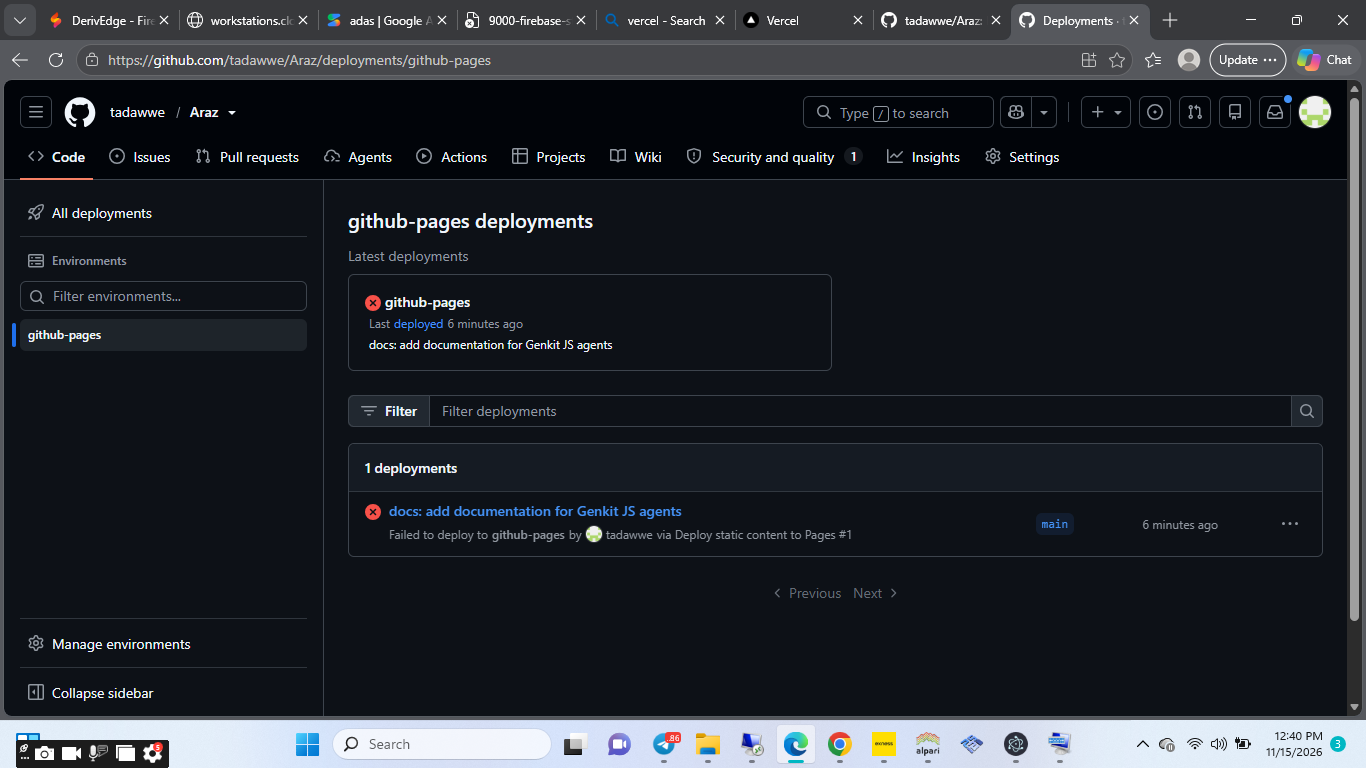 DerivEdge - Fire
workstations.cl
adas | Google A
9000-firebase-s
vercel - Search
Vercel
tadawwe/Araz:
Deployments ·
https://github.com/tadawwe/Araz/deployments/github-pages
Update
Chat
tadawwe / Araz
Type / to search
Code
Issues
Pull requests
Agents
Actions
Projects
Wiki
Security and quality 1
Insights
Settings
All deployments
Environments
Filter environments...
github-pages
Manage environments
Collapse sidebar
github-pages deployments
Latest deployments
github-pages
Last deployed 6 minutes ago
docs: add documentation for Genkit JS agents
Filter
Filter deployments
1 deployments
docs: add documentation for Genkit JS agents
Failed to deploy to github-pages by tadawwe via Deploy static content to Pages #1
main
6 minutes ago
Previous Next
5
Search
86
exness
alpari
12:40 PM
11/15/2026
3